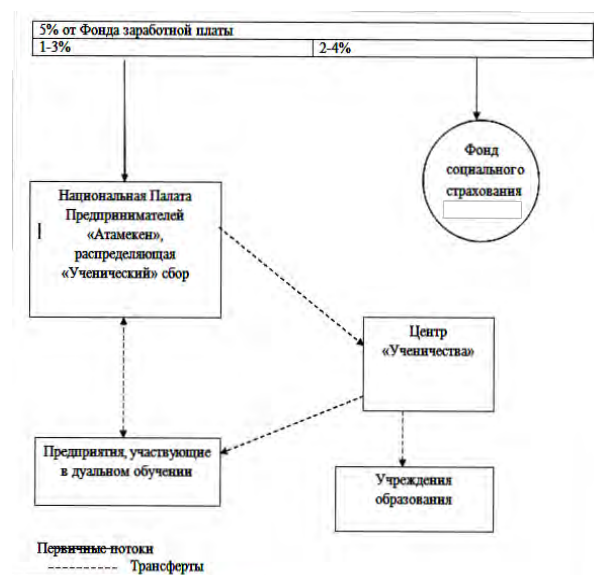 5% от Фонда заработной платы
1-3%
2-4%
Фонд
социального
страхования
Национальная Палата
Предпринимателей
«Атамекен»,
распределяющая
«Ученический» сбор
Центр
«Ученичества»
Предприятия, участвующие
в дуальном обучении
Учреждения
образования
Первичные потоки
Трансферты